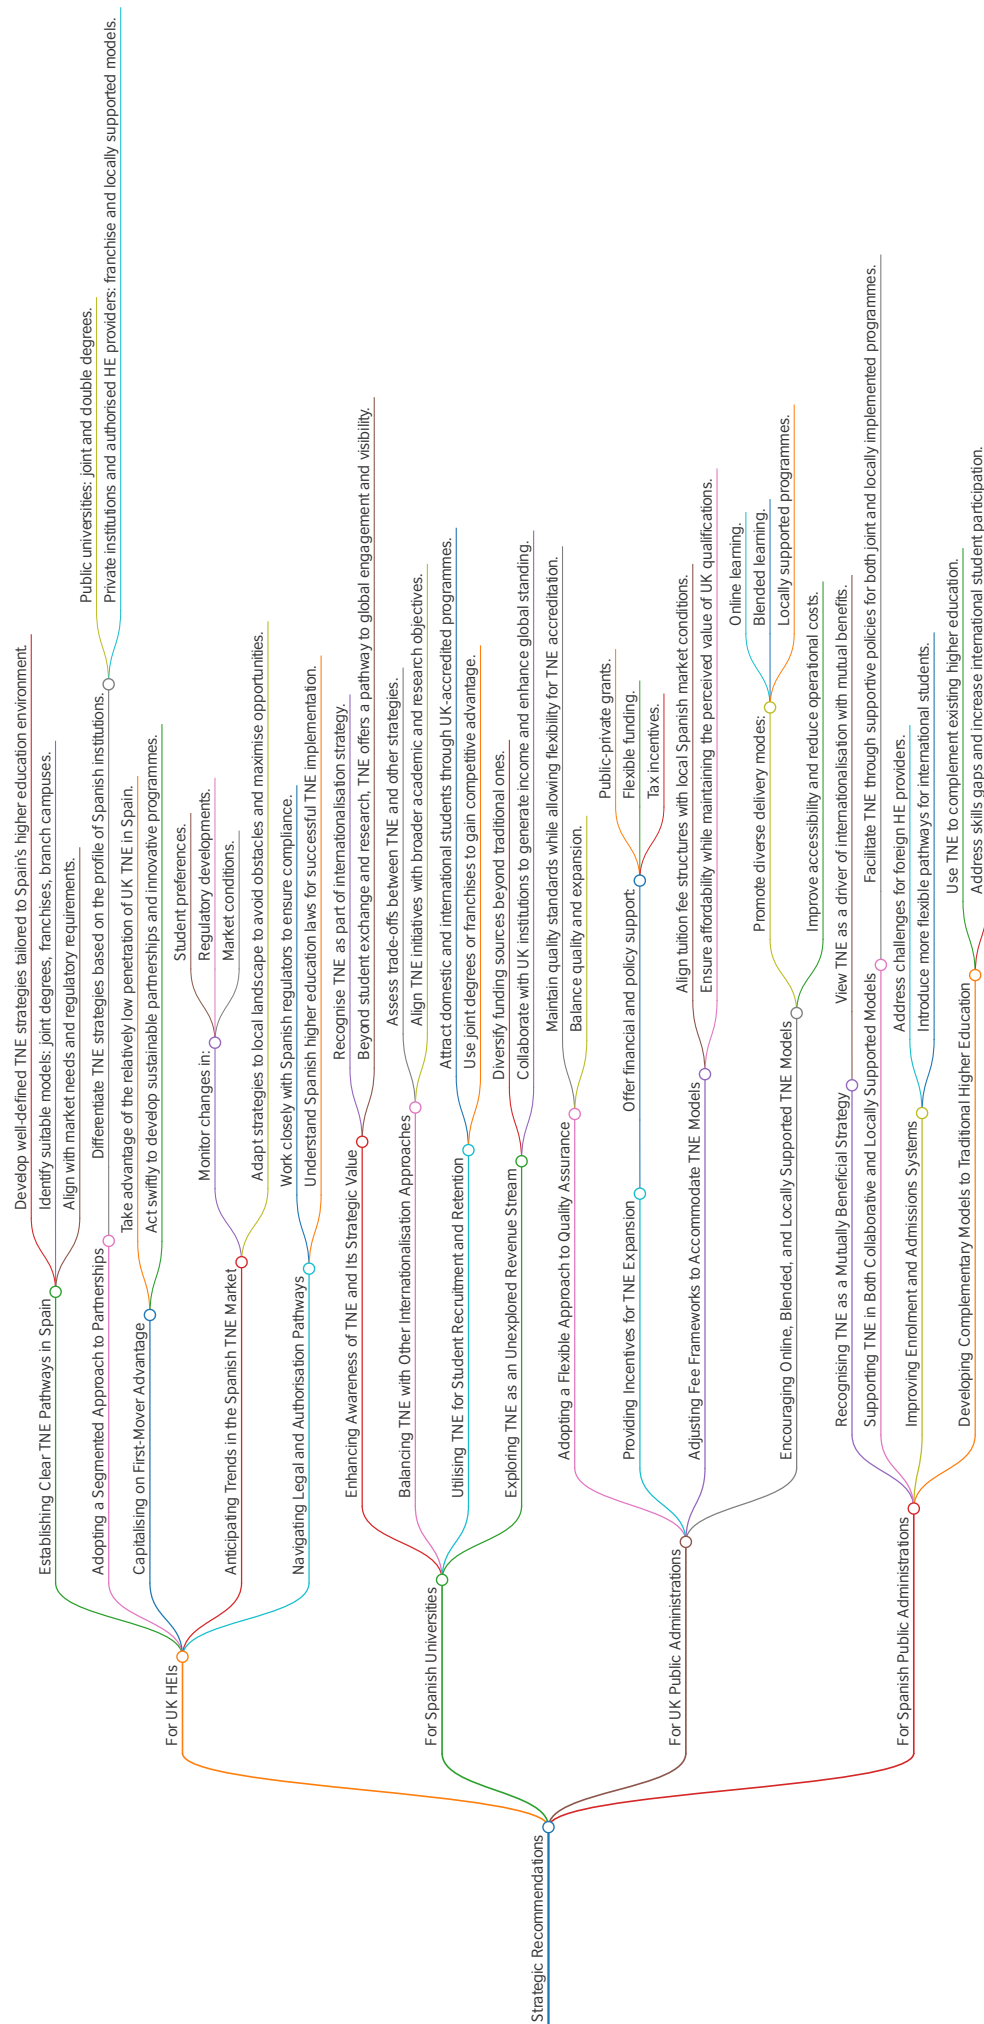 Strategic Recommendations
For UK HEIs
Establishing Clear TNE Pathways in Spain
Develop well-defined TNE strategies tailored to Spain's higher education environment.
Identify suitable models: joint degrees, franchises, branch campuses.
Align with market needs and regulatory requirements.
Adopting a Segmented Approach to Partnerships
Differentiate TNE strategies based on the profile of Spanish institutions.
Public universities: joint and double degrees.
Private institutions and authorised HE providers: franchise and locally supported models.
Capitalising on First-Mover Advantage
Take advantage of the relatively low penetration of UK TNE in Spain.
Act swiftly to develop sustainable partnerships and innovative programmes.
Anticipating Trends in the Spanish TNE Market
Monitor changes in:
Student preferences.
Regulatory developments.
Market conditions.
Adapt strategies to local landscape to avoid obstacles and maximise opportunities.
Navigating Legal and Authorisation Pathways
Work closely with Spanish regulators to ensure compliance.
Understand Spanish higher education laws for successful TNE implementation.
For Spanish Universities
Enhancing Awareness of TNE and Its Strategic Value
Recognise TNE as part of internationalisation strategy.
Beyond student exchange and research, TNE offers a pathway to global engagement and visibility.
Balancing TNE with Other Internationalisation Approaches
Assess trade-offs between TNE and other strategies.
Align TNE initiatives with broader academic and research objectives.
Utilising TNE for Student Recruitment and Retention
Attract domestic and international students through UK-accredited programmes.
Use joint degrees or franchises to gain competitive advantage.
Exploring TNE as an Unexplored Revenue Stream
Diversify funding sources beyond traditional ones.
Collaborate with UK institutions to generate income and enhance global standing.
For UK Public Administrations
Adopting a Flexible Approach to Quality Assurance
Maintain quality standards while allowing flexibility for TNE accreditation.
Balance quality and expansion.
Providing Incentives for TNE Expansion
Offer financial and policy support:
Public-private grants.
Flexible funding.
Tax incentives.
Adjusting Fee Frameworks to Accommodate TNE Models
Align tuition fee structures with local Spanish market conditions.
Ensure affordability while maintaining the perceived value of UK qualifications.
Encouraging Online, Blended, and Locally Supported TNE Models
Promote diverse delivery modes:
Online learning.
Blended learning.
Locally supported programmes.
Improve accessibility and reduce operational costs.
For Spanish Public Administrations
Recognising TNE as a Mutually Beneficial Strategy
View TNE as a driver of internationalisation with mutual benefits.
Supporting TNE in Both Collaborative and Locally Supported Models
Facilitate TNE through supportive policies for both joint and locally implemented programmes.
Improving Enrolment and Admissions Systems
Address challenges for foreign HE providers.
Introduce more flexible pathways for international students.
Developing Complementary Models to Traditional Higher Education
Use TNE to complement existing higher education.
Address skills gaps and increase international student participation.